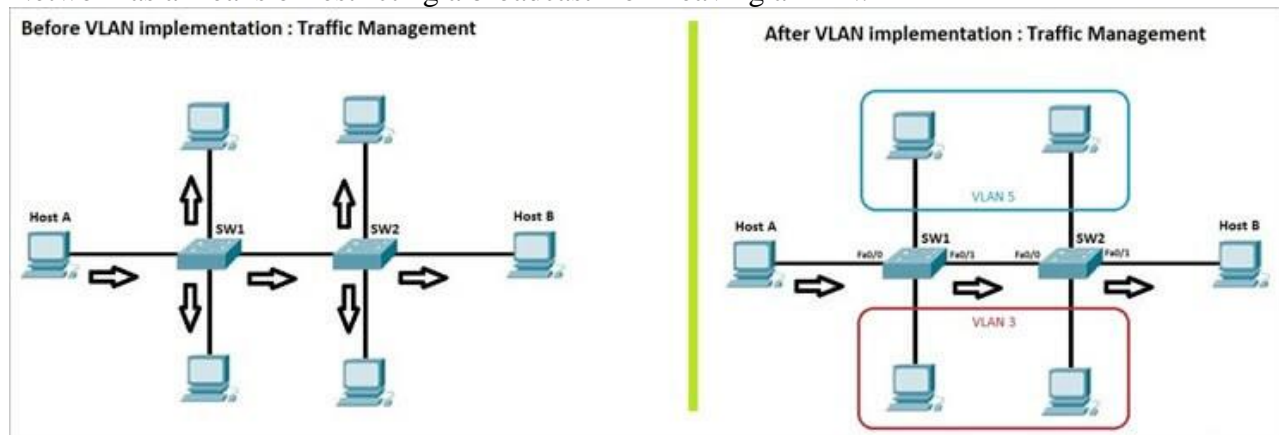 Before VLAN implementation : Traffic Management
Host A
SW1
SW2
Host B
After VLAN implementation : Traffic Management
VLAN 5
Host A
Fa0/0
SW1
Fa0/1
Fa0/0
SW2
Fa0/1
Host B
VLAN 3